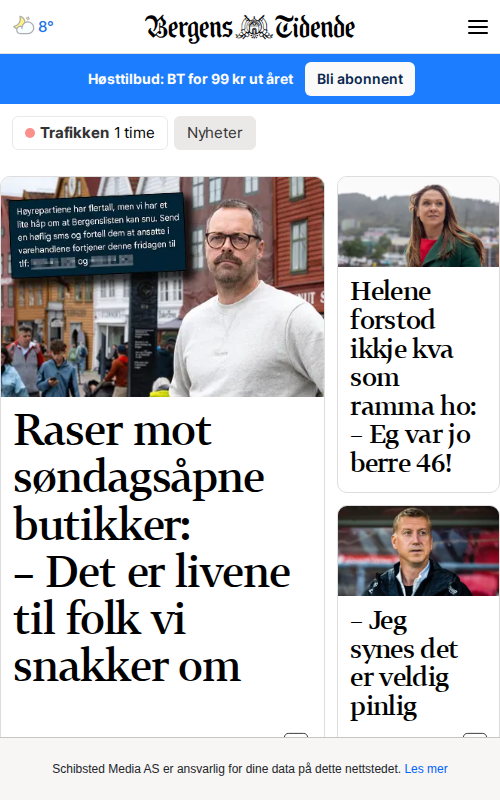 8°
Bergens Tidende
Høsttilbud: BT for 99 kr ut året
Bli abonnent
Trafikken 1 time
Nyheter
Høyrepartiene har flertall, men vi har et
lite håp om at Bergenslisten kan snu. Send
en høflig sms og fortell dem at ansatte i
varehandlene fortjener denne fridagen til
tlf:
og
Raser mot
søndagsåpne
butikker:
– Det er livene
til folk vi
snakker om
Helene
forstod
ikkje kva
som
ramma ho:
– Eg var jo
berre 46!
– Jeg
synes det
er veldig
pinlig
Schibsted Media AS er ansvarlig for dine data på dette nettstedet. Les mer